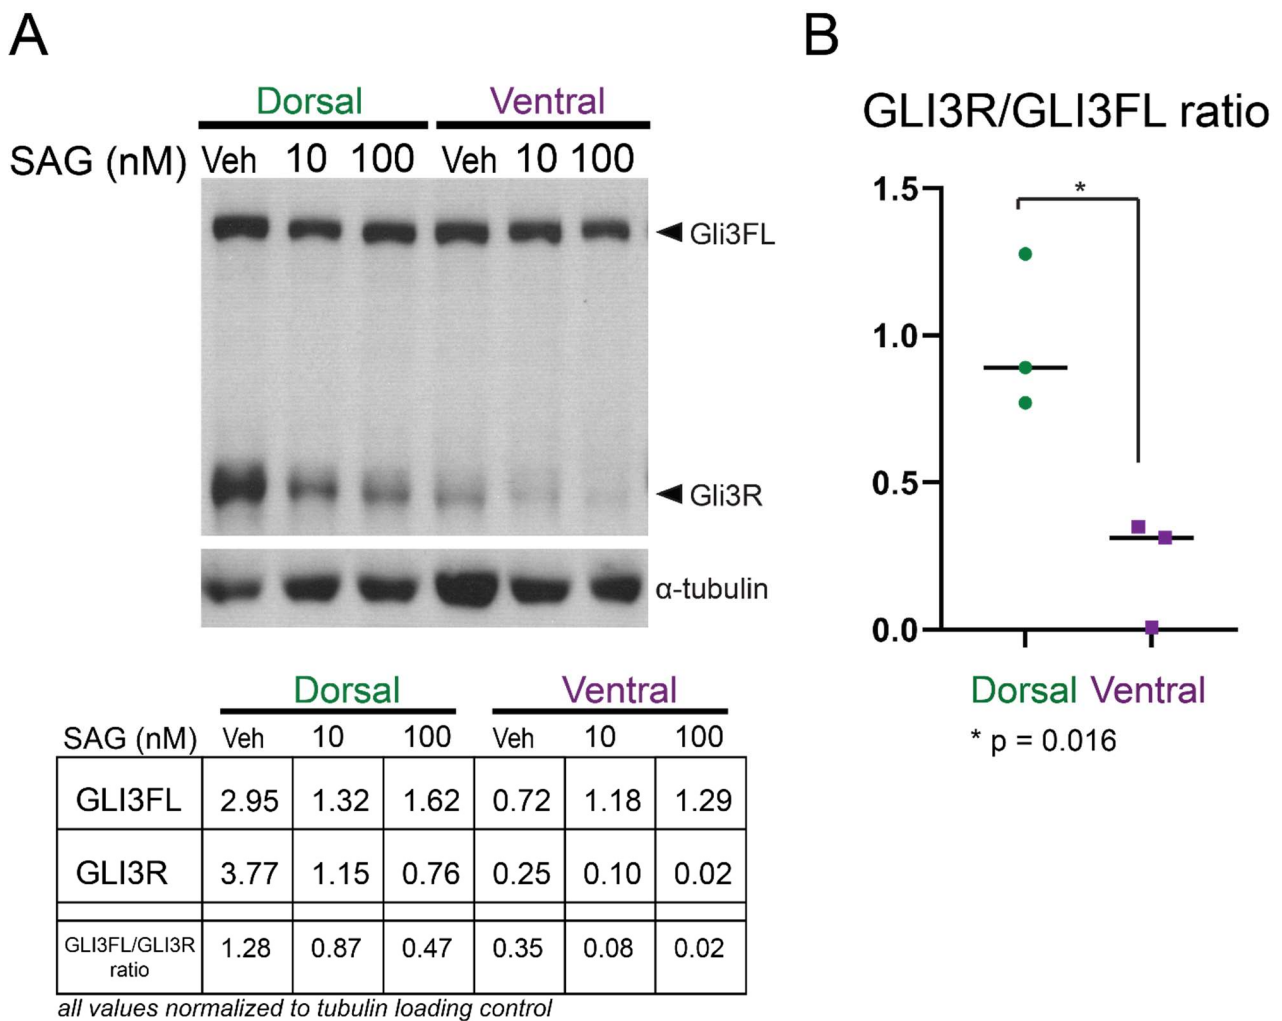 A
Dorsal Ventral
SAG (nM) Veh 10 100 Veh 10 100
Gli3FL
Gli3R
α-tubulin
Dorsal Ventral
SAG (nM) Veh 10 100 Veh 10 100
GLI3FL 2.95 1.32 1.62 0.72 1.18 1.29
GLI3R 3.77 1.15 0.76 0.25 0.10 0.02
GLI3FL/GLI3R
ratio 1.28 0.87 0.47 0.35 0.08 0.02
all values normalized to tubulin loading control
B
GLI3R/GLI3FL ratio
1.5
*
1.0
0.5
0.0
Dorsal Ventral
* p = 0.016